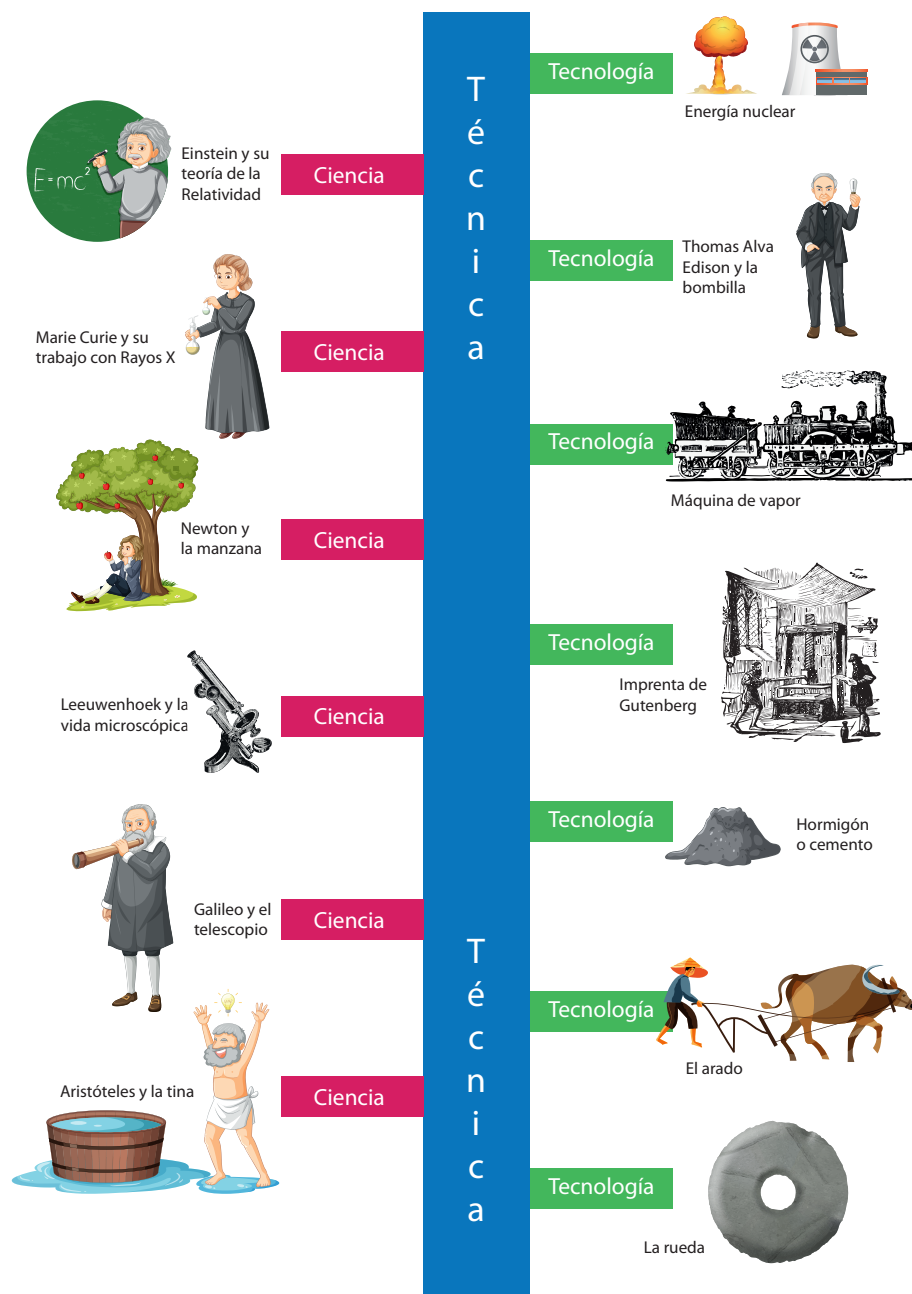 Técnica
Tecnología
Energía nuclear
Einstein y su
teoría de la
Relatividad
E=mc²
Ciencia
Tecnología
Thomas Alva
Edison y la
bombilla
Marie Curie y su
trabajo con Rayos X
Ciencia
Tecnología
Máquina de vapor
Newton y
la manzana
Ciencia
Tecnología
Imprenta de
Gutenberg
Leeuwenhoek y la
vida microscópica
Ciencia
Tecnología
Hormigón
o cemento
Galileo y el
telescopio
Ciencia
Técnica
Tecnología
El arado
Aristóteles y la tina
Ciencia
Tecnología
La rueda